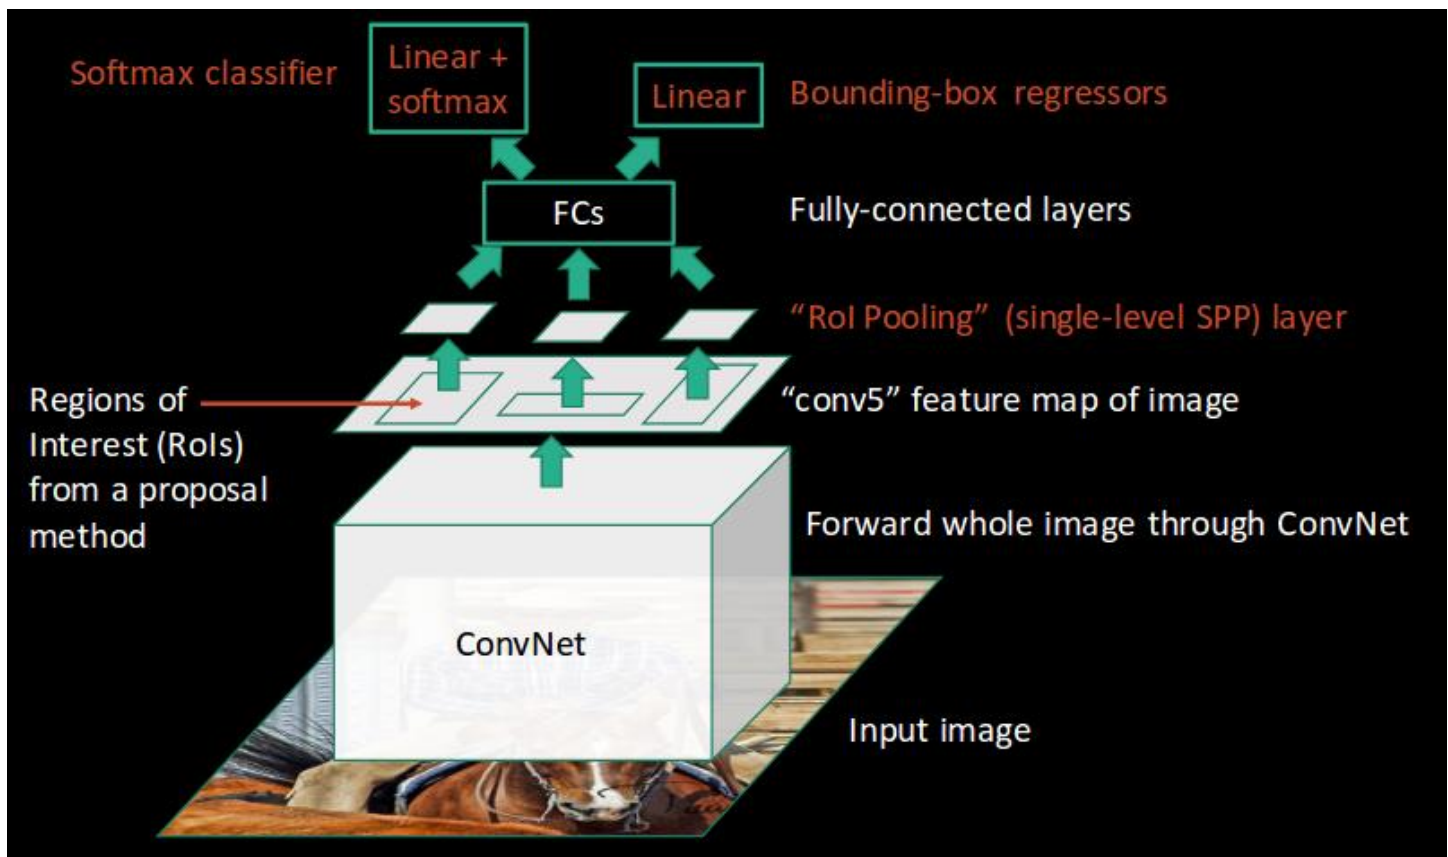 Softmax classifier
Linear +
softmax
Linear
Bounding-box regressors
FCs
Fully-connected layers
“RoI Pooling” (single-level SPP) layer
Regions of
Interest (RoIs)
from a proposal
method
“conv5” feature map of image
Forward whole image through ConvNet
ConvNet
Input image